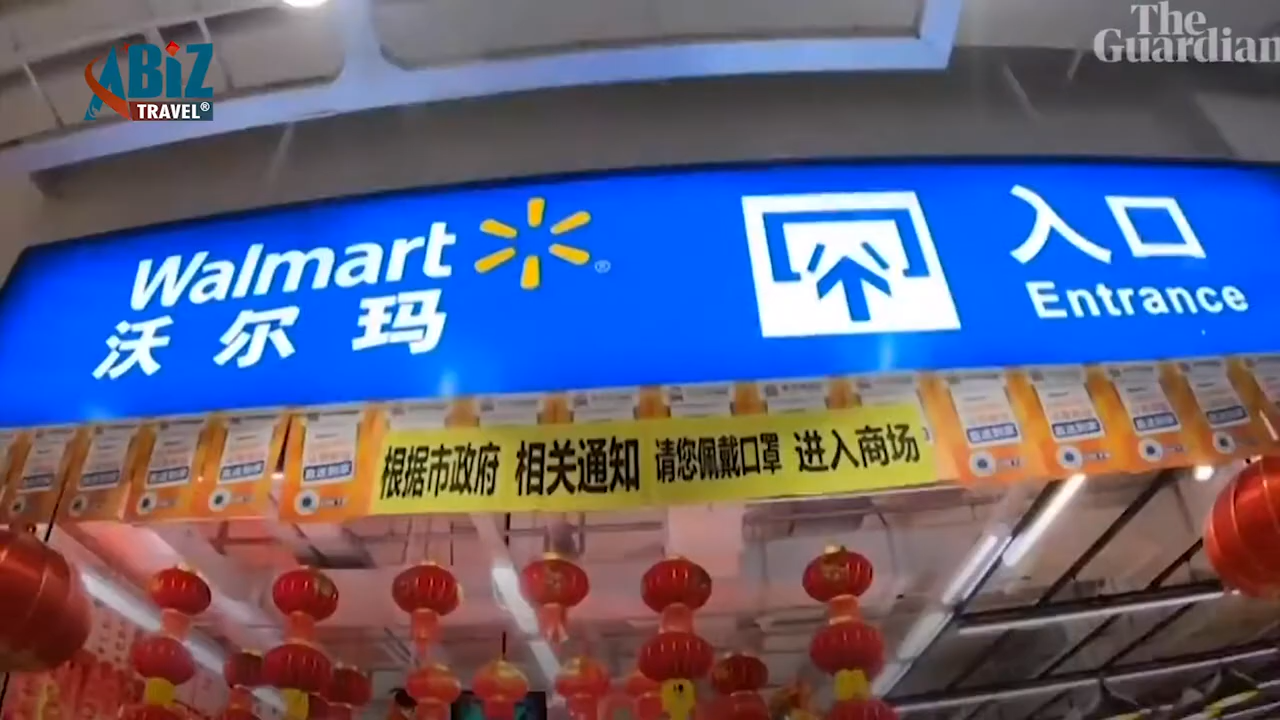 The
Guardian
ABiZ
TRAVEL®
Walmart ®
沃尔玛
入口
Entrance
根据市政府 相关通知 请您佩戴口罩 进入商场